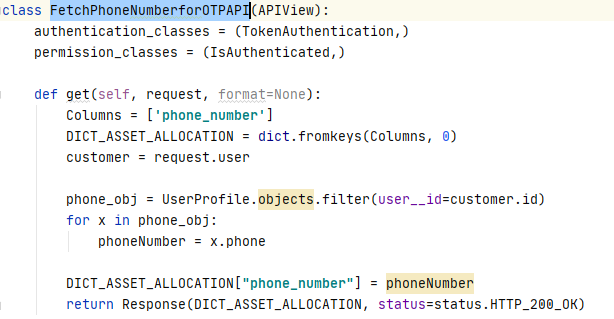 class FetchPhoneNumberforOTPAPI(APIView):
    authentication_classes = (TokenAuthentication,)
    permission_classes = (IsAuthenticated,)
    def get(self, request, format=None):
        Columns = ['phone_number']
        DICT_ASSET_ALLOCATION = dict.fromkeys(Columns, 0)
        customer = request.user
        phone_obj = UserProfile.objects.filter(user__id=customer.id)
        for x in phone_obj:
            phoneNumber = x.phone
        DICT_ASSET_ALLOCATION["phone_number"] = phoneNumber
        return Response(DICT_ASSET_ALLOCATION, status=status.HTTP_200_OK)